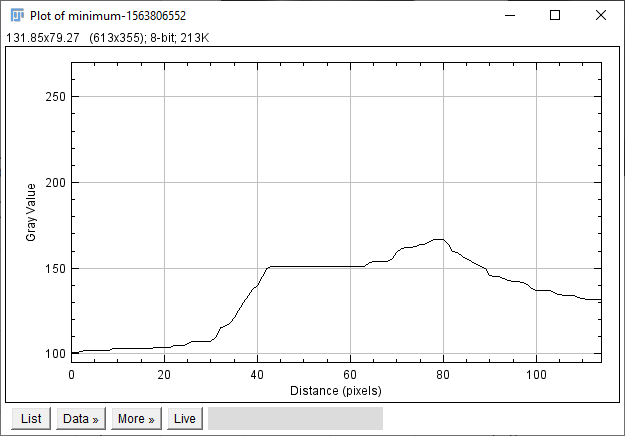 Plot of minimum-1563806552
131.85x79.27 (613x355); 8-bit; 213K
250
200
150
100
Gray Value
0 20 40 60 80 100
Distance (pixels)
List Data » More » Live